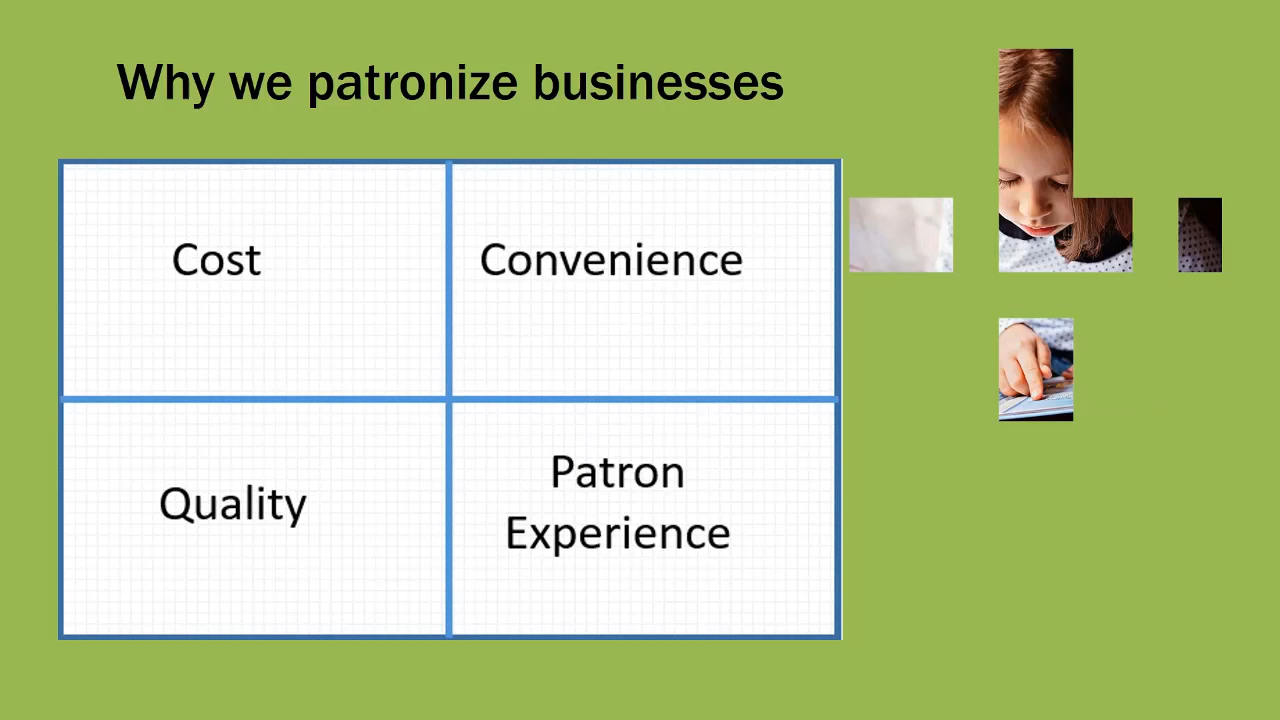 Why we patronize businesses
Cost
Convenience
Quality
Patron
Experience